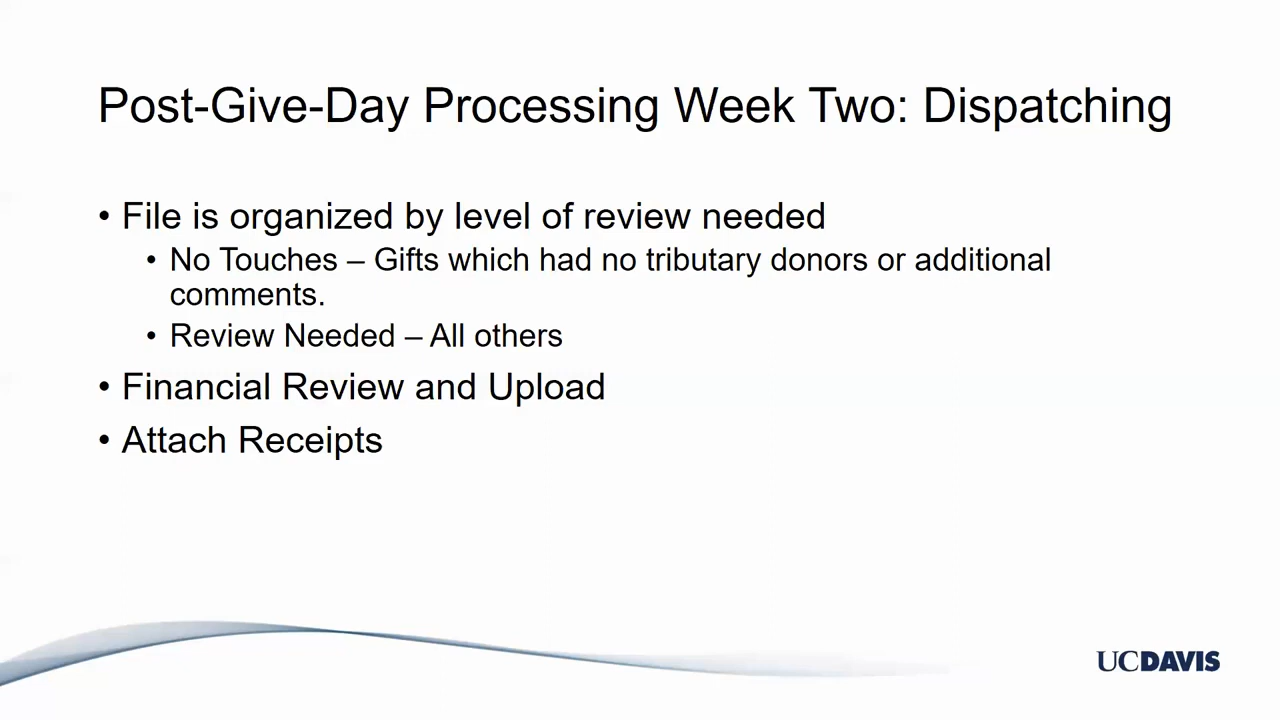 Post-Give-Day Processing Week Two: Dispatching
• File is organized by level of review needed
• No Touches – Gifts which had no tributary donors or additional
comments.
• Review Needed – All others
• Financial Review and Upload
• Attach Receipts
UCDAVIS